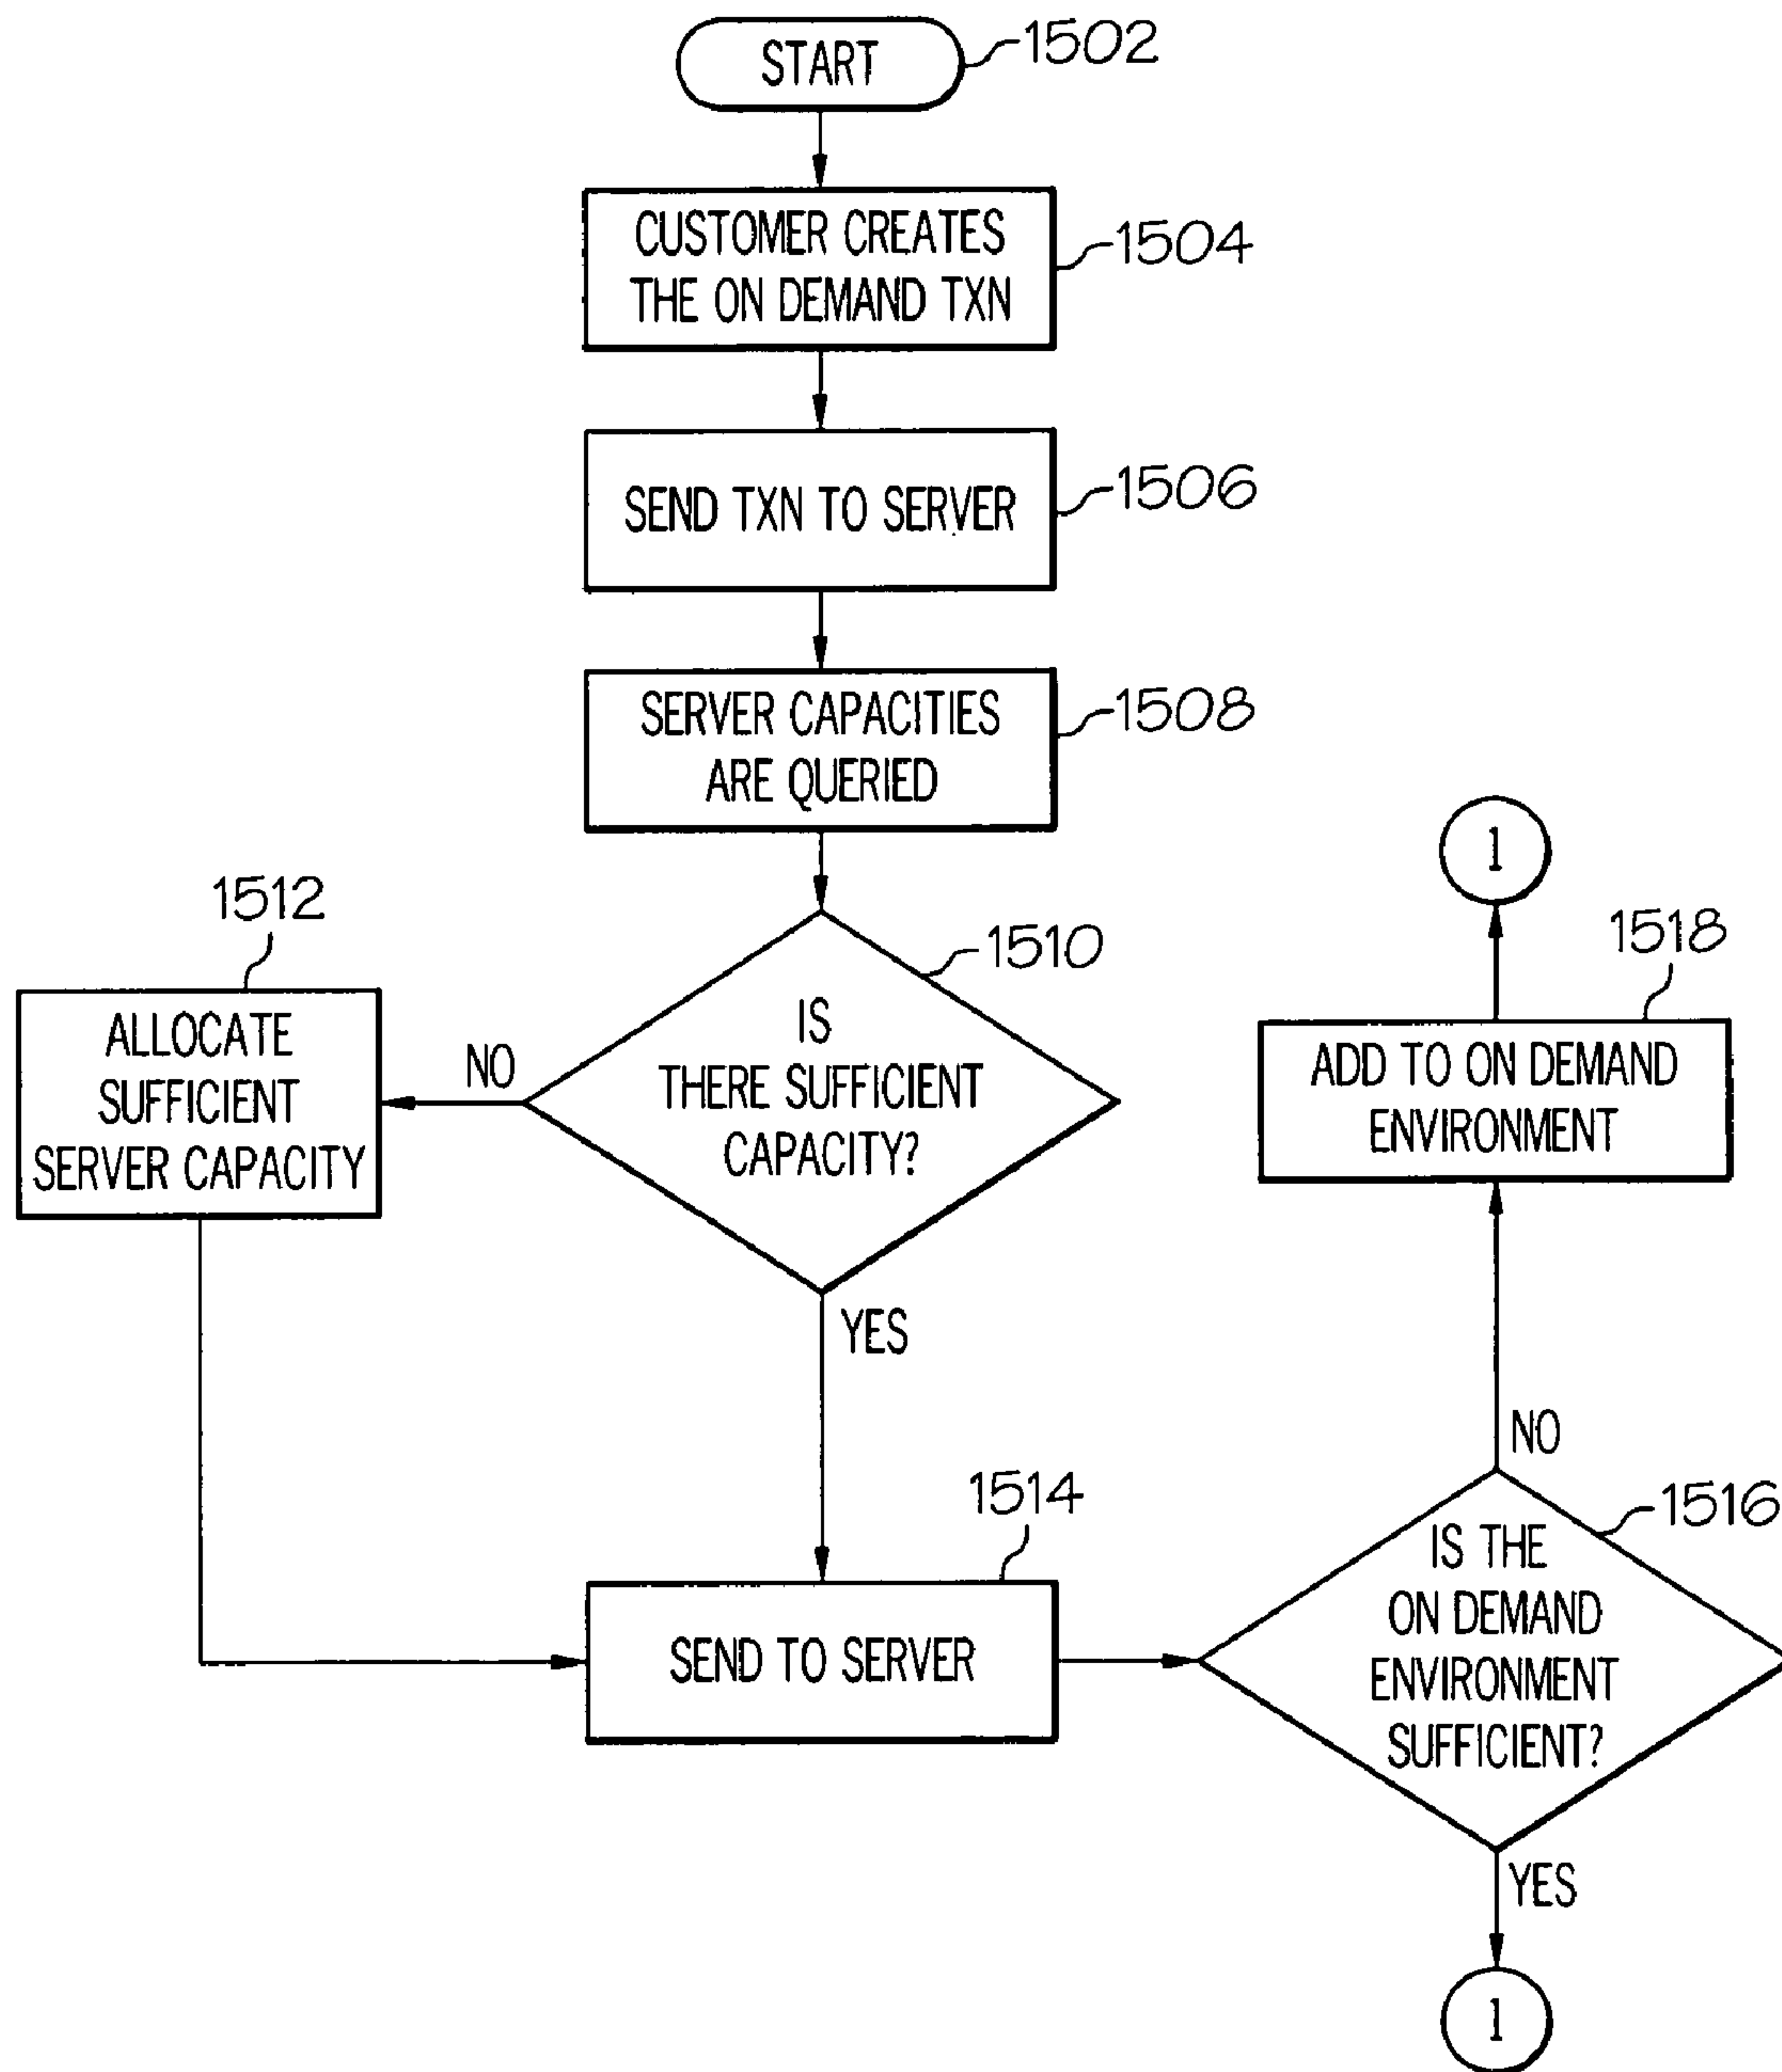 START
1502
CUSTOMER CREATES
THE ON DEMAND TXN
1504
SEND TXN TO SERVER
1506
SERVER CAPACITIES
ARE QUERIED
1508
IS
THERE SUFFICIENT
CAPACITY?
1510
NO
YES
1512
ALLOCATE
SUFFICIENT
SERVER CAPACITY
1514
SEND TO SERVER
1516
IS THE
ON DEMAND
ENVIRONMENT
SUFFICIENT?
NO
YES
1518
ADD TO ON DEMAND
ENVIRONMENT
1
1